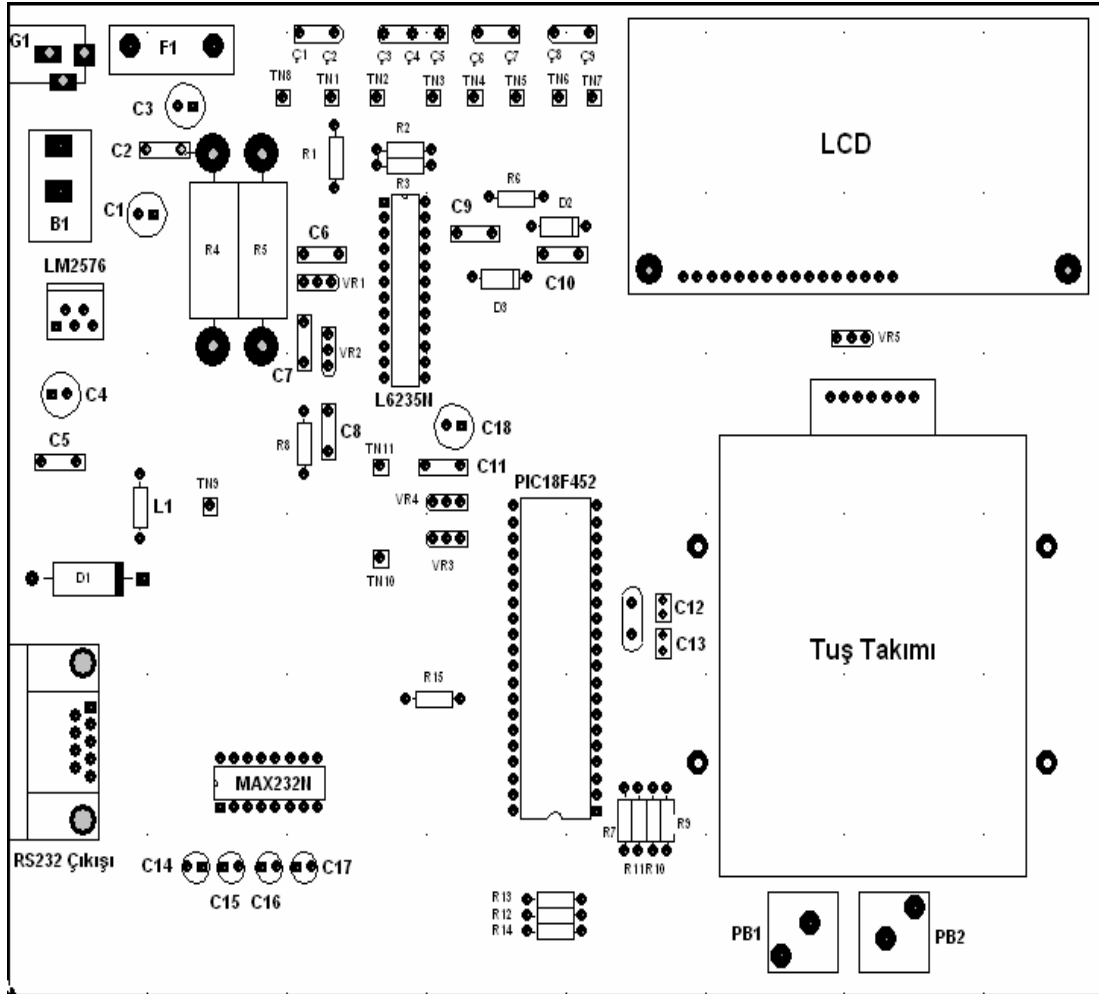 G1
F1
Ç1 Ç2 Ç3 Ç4 Ç5 Ç6 Ç7 Ç8 Ç9
TN8 TN1 TN2 TN3 TN4 TN5 TN6 TN7
C3
C2
R1
R2
R3
LCD
B1
C1
R4
R5
R6
D2
C9
C6
C10
LM2576
VR1
D3
VR2
VR5
C7
L6235N
C4
C8
C18
R8
C5
TN11
C11
PIC18F452
L1
TN9
VR4
VR3
TN10
D1
C12
C13
Tuş Takımı
R15
MAX232N
R7
R9
RS232 Çıkışı
C14
C17
R11
R10
C15
C16
R13
R12
R14
PB1
PB2